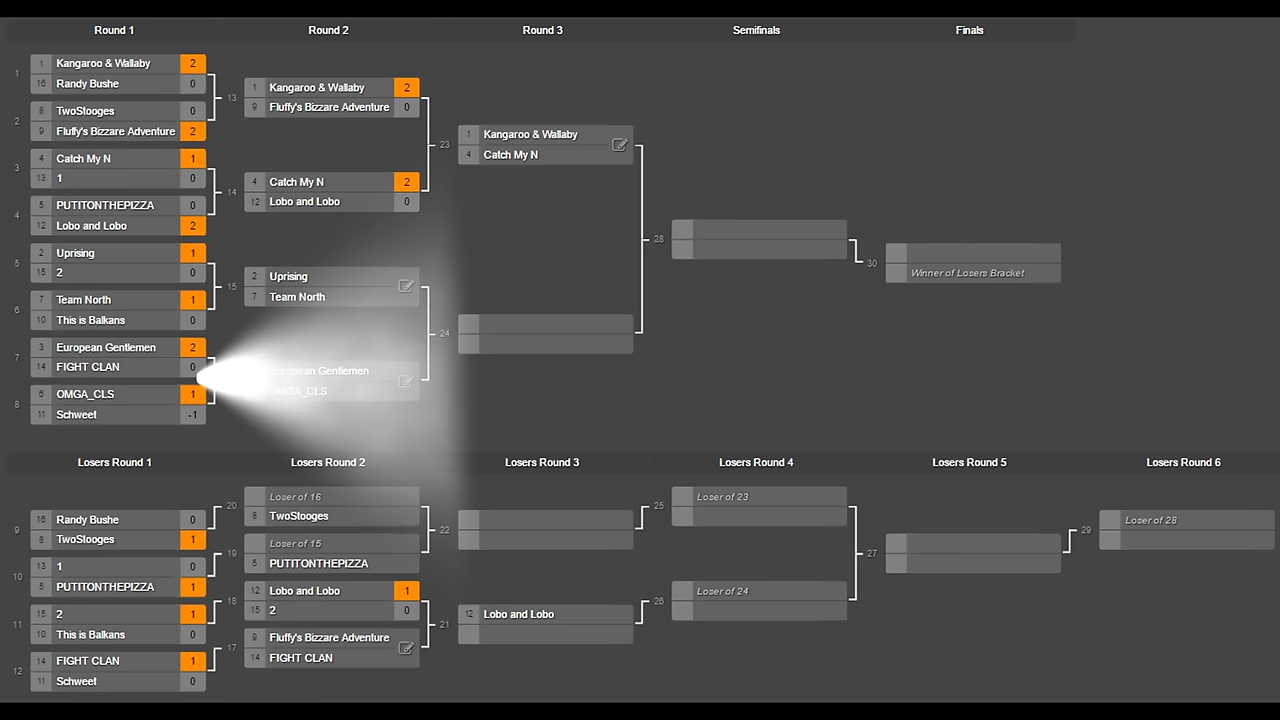 Round 1
Round 2
Round 3
Semifinals
Finals
1
1 Kangaroo & Wallaby 2
16 Randy Bushe 0
2
8 TwoStooges 0
9 Fluffy's Bizzare Adventure 2
3
4 Catch My N 1
13 1 0
4
5 PUTITONTHEPIZZA 0
12 Lobo and Lobo 2
5
2 Uprising 1
15 2 0
6
7 Team North 1
10 This is Balkans 0
7
3 European Gentlemen 2
14 FIGHT CLAN 0
8
6 OMGA_CLS 1
11 Schweet -1
13
1 Kangaroo & Wallaby 2
9 Fluffy's Bizzare Adventure 0
14
4 Catch My N 2
12 Lobo and Lobo 0
15
2 Uprising
7 Team North
European Gentlemen
OMGA_CLS
23
1 Kangaroo & Wallaby
4 Catch My N
24
28
30
Winner of Losers Bracket
Losers Round 1
Losers Round 2
Losers Round 3
Losers Round 4
Losers Round 5
Losers Round 6
9
16 Randy Bushe 0
8 TwoStooges 1
10
13 1 0
5 PUTITONTHEPIZZA 1
11
15 2 1
10 This is Balkans 0
12
14 FIGHT CLAN 1
11 Schweet 0
20
Loser of 16
8 TwoStooges
19
Loser of 15
5 PUTITONTHEPIZZA
18
12 Lobo and Lobo 1
15 2 0
17
9 Fluffy's Bizzare Adventure
14 FIGHT CLAN
22
21
12 Lobo and Lobo
25
Loser of 23
26
Loser of 24
27
29
Loser of 28